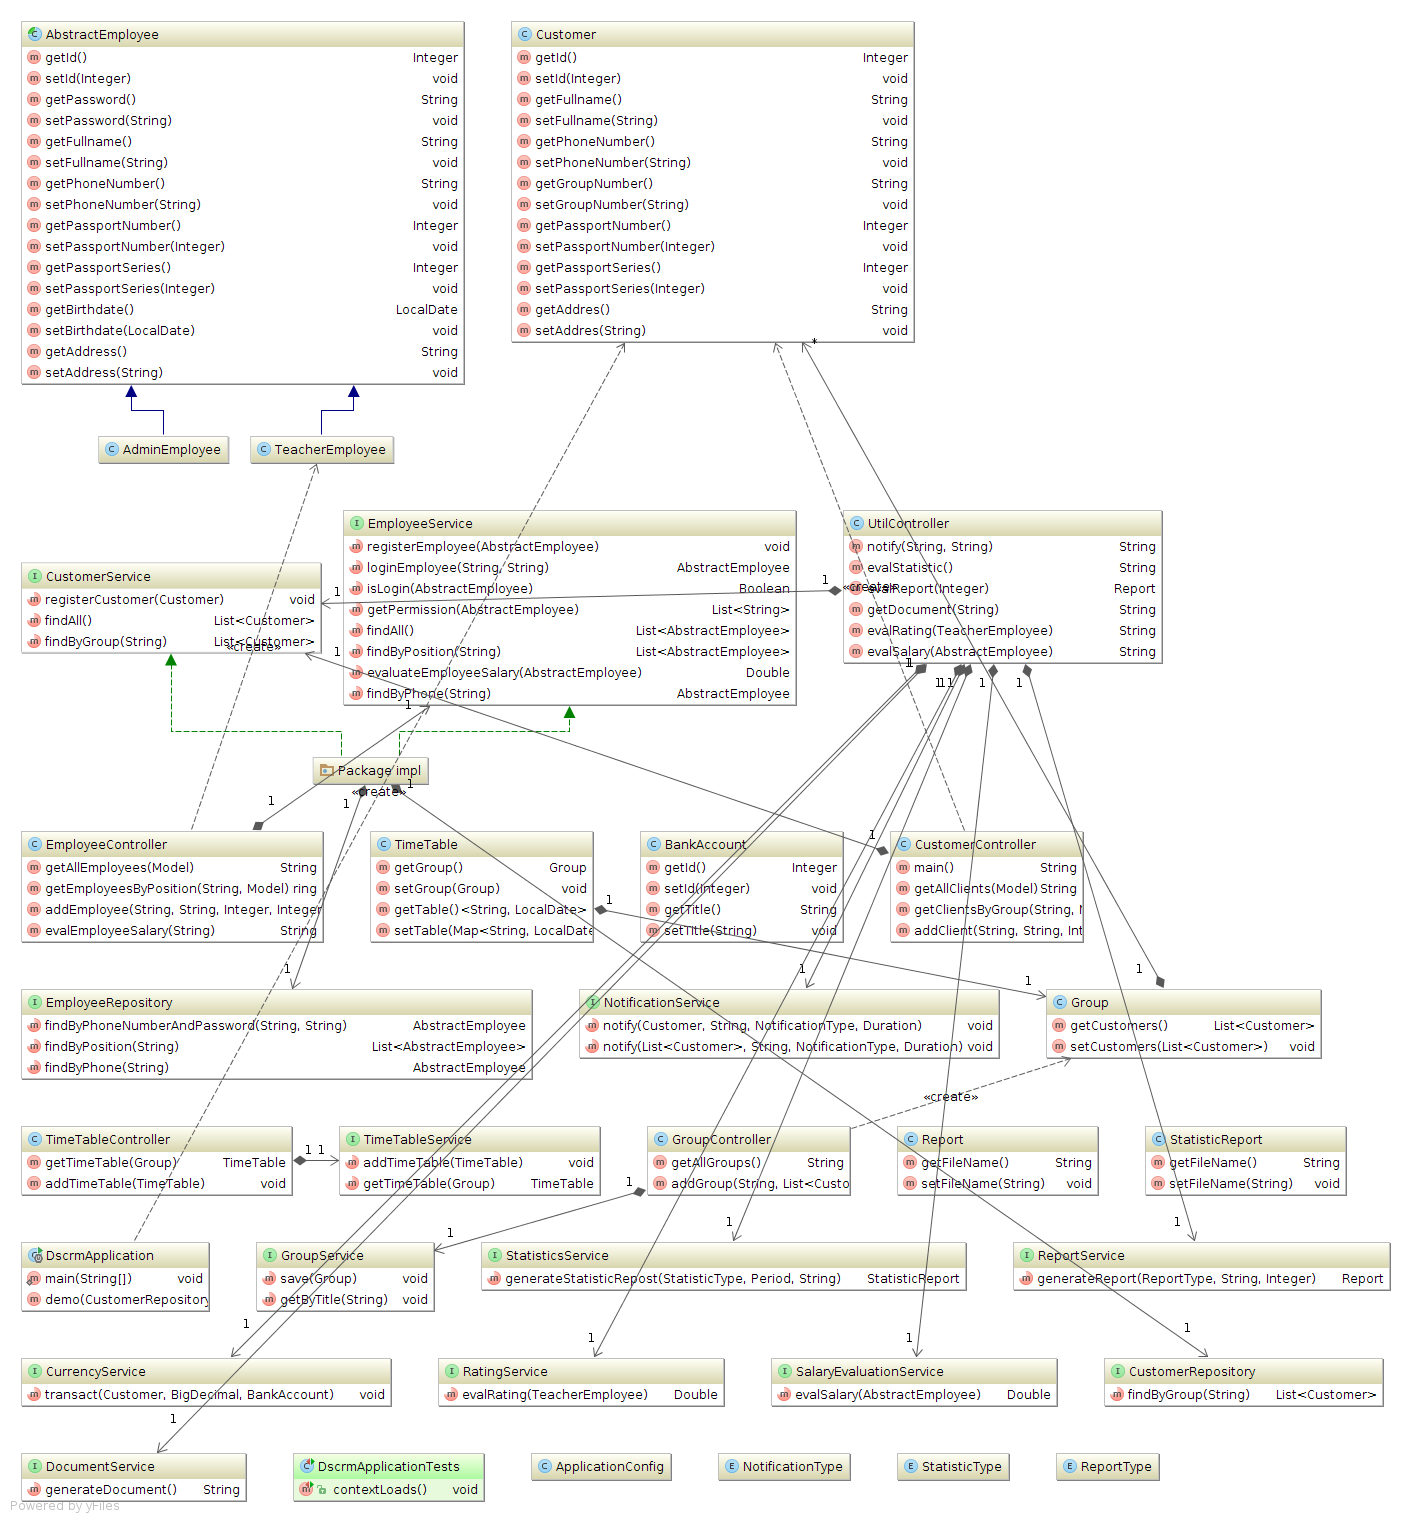 AbstractEmployee
getId() Integer
setId(Integer) void
getPassword() String
setPassword(String) void
getFullname() String
setFullname(String) void
getPhoneNumber() String
setPhoneNumber(String) void
getPassportNumber() Integer
setPassportNumber(Integer) void
getPassportSeries() Integer
setPassportSeries(Integer) void
getBirthdate() LocalDate
setBirthdate(LocalDate) void
getAddress() String
setAddress(String) void
Customer
getId() Integer
setId(Integer) void
getFullname() String
setFullname(String) void
getPhoneNumber() String
setPhoneNumber(String) void
getGroupNumber() String
setGroupNumber(String) void
getPassportNumber() Integer
setPassportNumber(Integer) void
getPassportSeries() Integer
setPassportSeries(Integer) void
getAddres() String
setAddres(String) void
*
AdminEmployee
TeacherEmployee
CustomerService
registerCustomer(Customer) void
findAll() List<Customer>
findByGroup(String) List<Customer>
«create»
1
1
EmployeeService
registerEmployee(AbstractEmployee) void
loginEmployee(String, String) AbstractEmployee
isLogin(AbstractEmployee) Boolean
getPermission(AbstractEmployee) List<String>
findAll() List<AbstractEmployee>
findByPosition(String) List<AbstractEmployee>
evaluateEmployeeSalary(AbstractEmployee) Double
findByPhone(String) AbstractEmployee
1
UtilController
notify(String, String) String
evalStatistic() String
evalReport(Integer) Report
getDocument(String) String
evalRating(TeacherEmployee) String
evalSalary(AbstractEmployee) String
1
«create»
1
1
1
1
1
1
1
Package impl
«create»
1
1
1
EmployeeController
getAllEmployees(Model) String
getEmployeesByPosition(String, Model) ring
addEmployee(String, String, Integer, Integer
evalEmployeeSalary(String) String
TimeTable
getGroup() Group
setGroup(Group) void
getTable() <String, LocalDate>
setTable(Map<String, LocalDate
1
BankAccount
getId() Integer
setId(Integer) void
getTitle() String
setTitle(String) void
1
CustomerController
main() String
getAllClients(Model) String
getClientsByGroup(String, M
addClient(String, String, Int
1
1
1
1
EmployeeRepository
findByPhoneNumberAndPassword(String, String) AbstractEmployee
findByPosition(String) List<AbstractEmployee>
findByPhone(String) AbstractEmployee
NotificationService
notify(Customer, String, NotificationType, Duration) void
notify(List<Customer>, String, NotificationType, Duration) void
Group
getCustomers() List<Customer>
setCustomers(List<Customer>) void
«create»
TimeTableController
getTimeTable(Group) TimeTable
addTimeTable(TimeTable) void
1 1
TimeTableService
addTimeTable(TimeTable) void
getTimeTable(Group) TimeTable
GroupController
getAllGroups() String
addGroup(String, List<Custo
Report
getFileName() String
setFileName(String) void
StatisticReport
getFileName() String
setFileName(String) void
1
1
1
1
DscrmApplication
main(String[]) void
demo(CustomerRepository
GroupService
save(Group) void
getByTitle(String) void
StatisticsService
generateStatisticRepost(StatisticType, Period, String) StatisticReport
ReportService
generateReport(ReportType, String, Integer) Report
1
1
1
1
CurrencyService
transact(Customer, BigDecimal, BankAccount) void
RatingService
evalRating(TeacherEmployee) Double
SalaryEvaluationService
evalSalary(AbstractEmployee) Double
CustomerRepository
findByGroup(String) List<Customer>
1
DocumentService
generateDocument() String
DscrmApplicationTests
contextLoads() void
ApplicationConfig
NotificationType
StatisticType
ReportType
Powered by yFiles